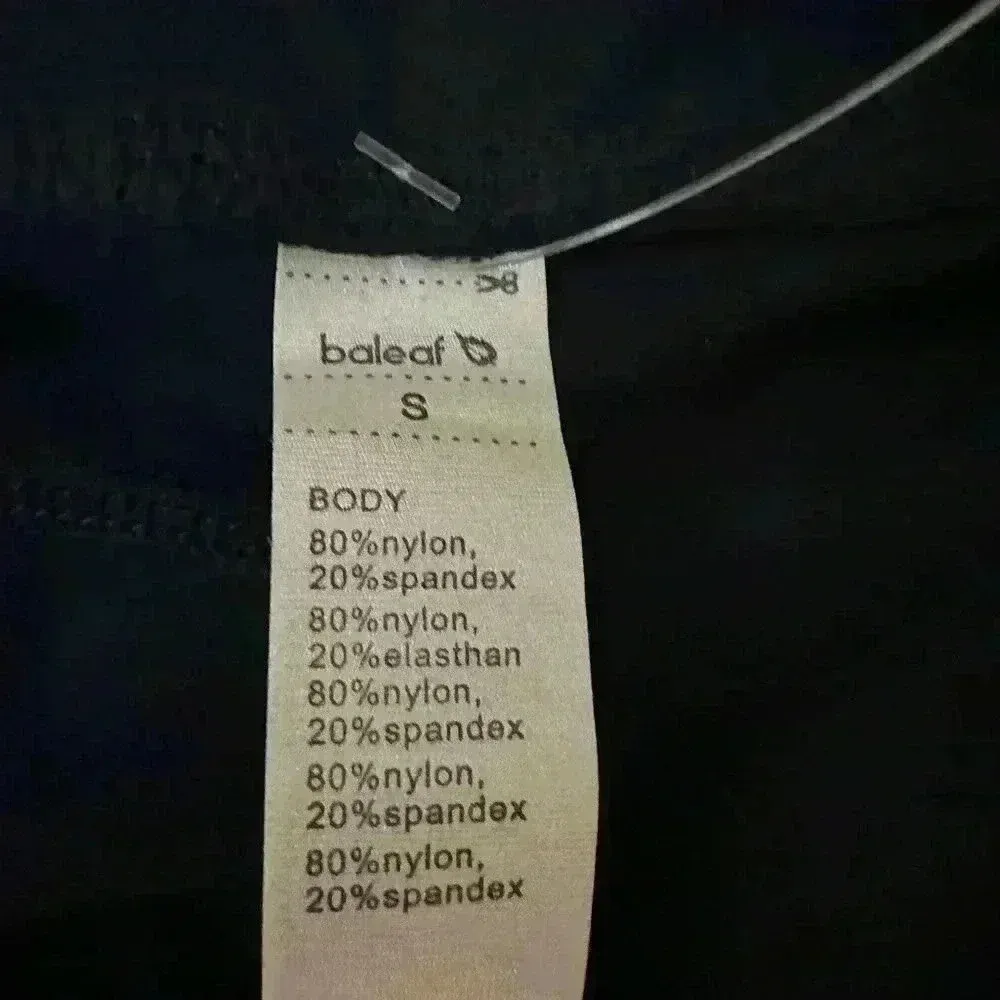 baleaf
S
BODY
80%nylon,
20%spandex
80%nylon,
20%elasthan
80%nylon,
20%spandex
80%nylon,
20%spandex
80%nylon,
20%spandex